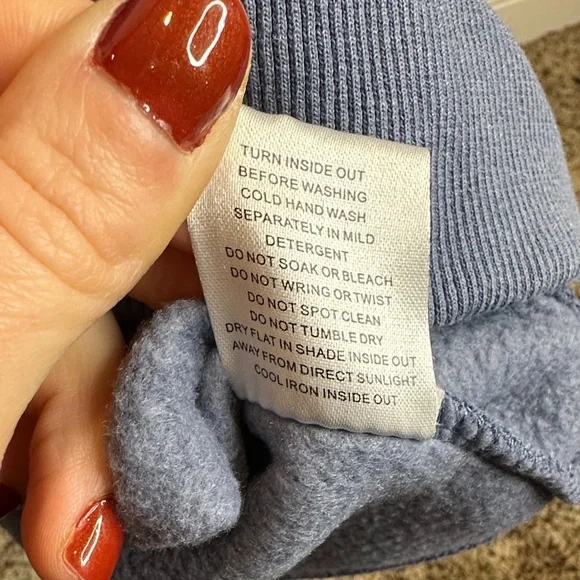 TURN INSIDE OUT
BEFORE WASHING
COLD HAND WASH
SEPARATELY IN MILD
DETERGENT
DO NOT SOAK OR BLEACH
DO NOT WRING OR TWIST
DO NOT SPOT CLEAN
DO NOT TUMBLE DRY
DRY FLAT IN SHADE INSIDE OUT
AWAY FROM DIRECT SUNLIGHT
COOL IRON INSIDE OUT